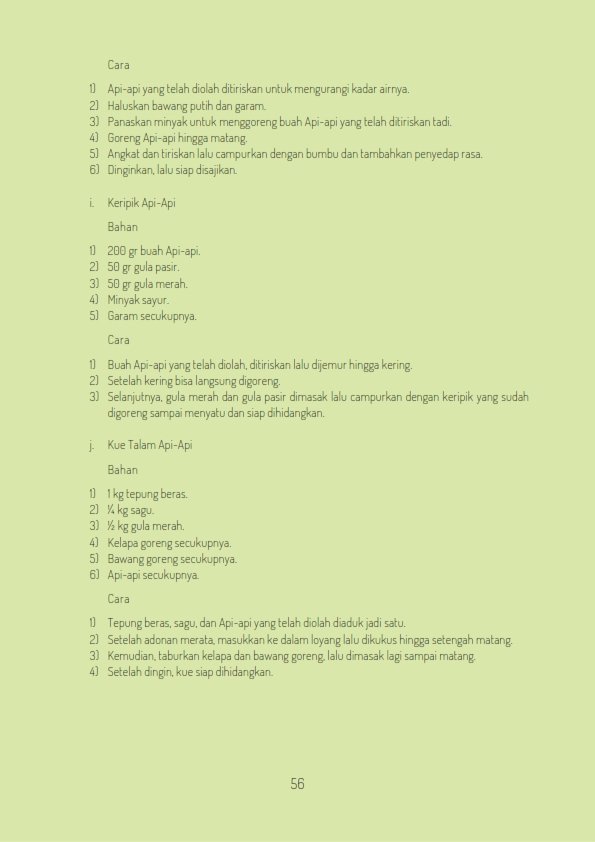 Cara
1) Api-api yang telah diolah ditiriskan untuk mengurangi kadar airnya.
2) Haluskan bawang putih dan garam.
3) Panaskan minyak untuk menggoreng buah Api-api yang telah ditiriskan tadi.
4) Goreng Api-api hingga matang.
5) Angkat dan tiriskan lalu campurkan dengan bumbu dan tambahkan penyedap rasa.
6) Dinginkan, lalu siap disajikan.
i. Keripik Api-Api
Bahan
1) 200 gr buah Api-api.
2) 50 gr gula pasir.
3) 50 gr gula merah.
4) Minyak sayur.
5) Garam secukupnya.
Cara
1) Buah Api-api yang telah diolah, ditiriskan lalu dijemur hingga kering.
2) Setelah kering bisa langsung digoreng.
3) Selanjutnya, gula merah dan gula pasir dimasak lalu campurkan dengan keripik yang sudah
digoreng sampai menyatu dan siap dihidangkan.
j. Kue Talam Api-Api
Bahan
1) 1 kg tepung beras.
2) ¼ kg sagu.
3) ½ kg gula merah.
4) Kelapa goreng secukupnya.
5) Bawang goreng secukupnya.
6) Api-api secukupnya.
Cara
1) Tepung beras, sagu, dan Api-api yang telah diolah diaduk jadi satu.
2) Setelah adonan merata, masukkan ke dalam loyang lalu dikukus hingga setengah matang.
3) Kemudian, taburkan kelapa dan bawang goreng, lalu dimasak lagi sampai matang.
4) Setelah dingin, kue siap dihidangkan.
56